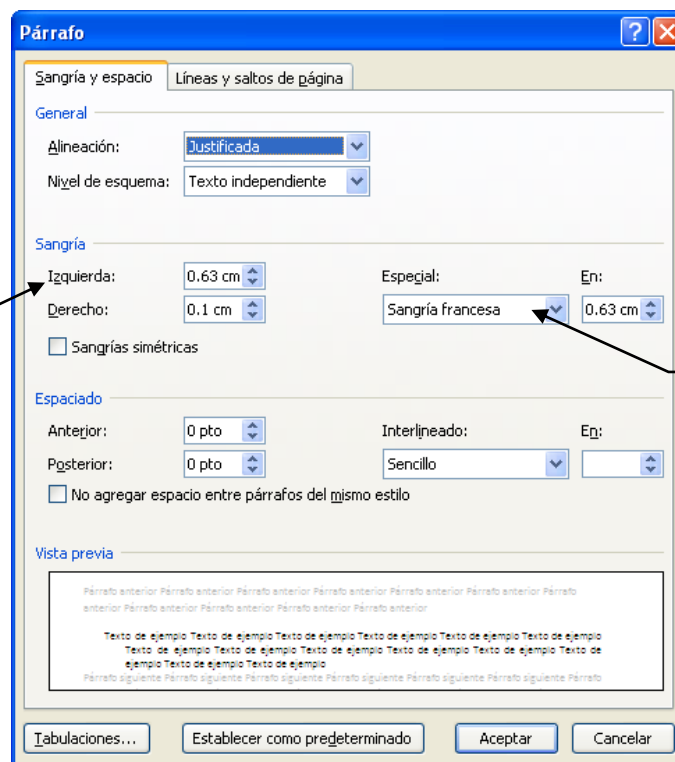 Párrafo
Sangría y espacio Líneas y saltos de página
General
Alineación: Justificada
Nivel de esquema: Texto independiente
Sangría
Izquierda: 0.63 cm Especial: En:
Derecho: 0.1 cm Sangría francesa 0.63 cm
Sangrías simétricas
Espaciado
Anterior: 0 pto Interlineado: En:
Posterior: 0 pto Sencillo
No agregar espacio entre párrafos del mismo estilo
Vista previa
Párrafo anterior Párrafo anterior Párrafo anterior Párrafo anterior Párrafo anterior Párrafo anterior Párrafo
anterior Párrafo anterior Párrafo anterior Párrafo anterior Párrafo anterior
Texto de ejemplo Texto de ejemplo Texto de ejemplo Texto de ejemplo Texto de ejemplo Texto de ejemplo
Texto de ejemplo Texto de ejemplo Texto de ejemplo Texto de ejemplo Texto de ejemplo Texto de
ejemplo Texto de ejemplo Texto de ejemplo
Párrafo siguiente Párrafo siguiente Párrafo siguiente Párrafo siguiente Párrafo siguiente Párrafo siguiente Párrafo
Tabulaciones... Establecer como predeterminado Aceptar Cancelar